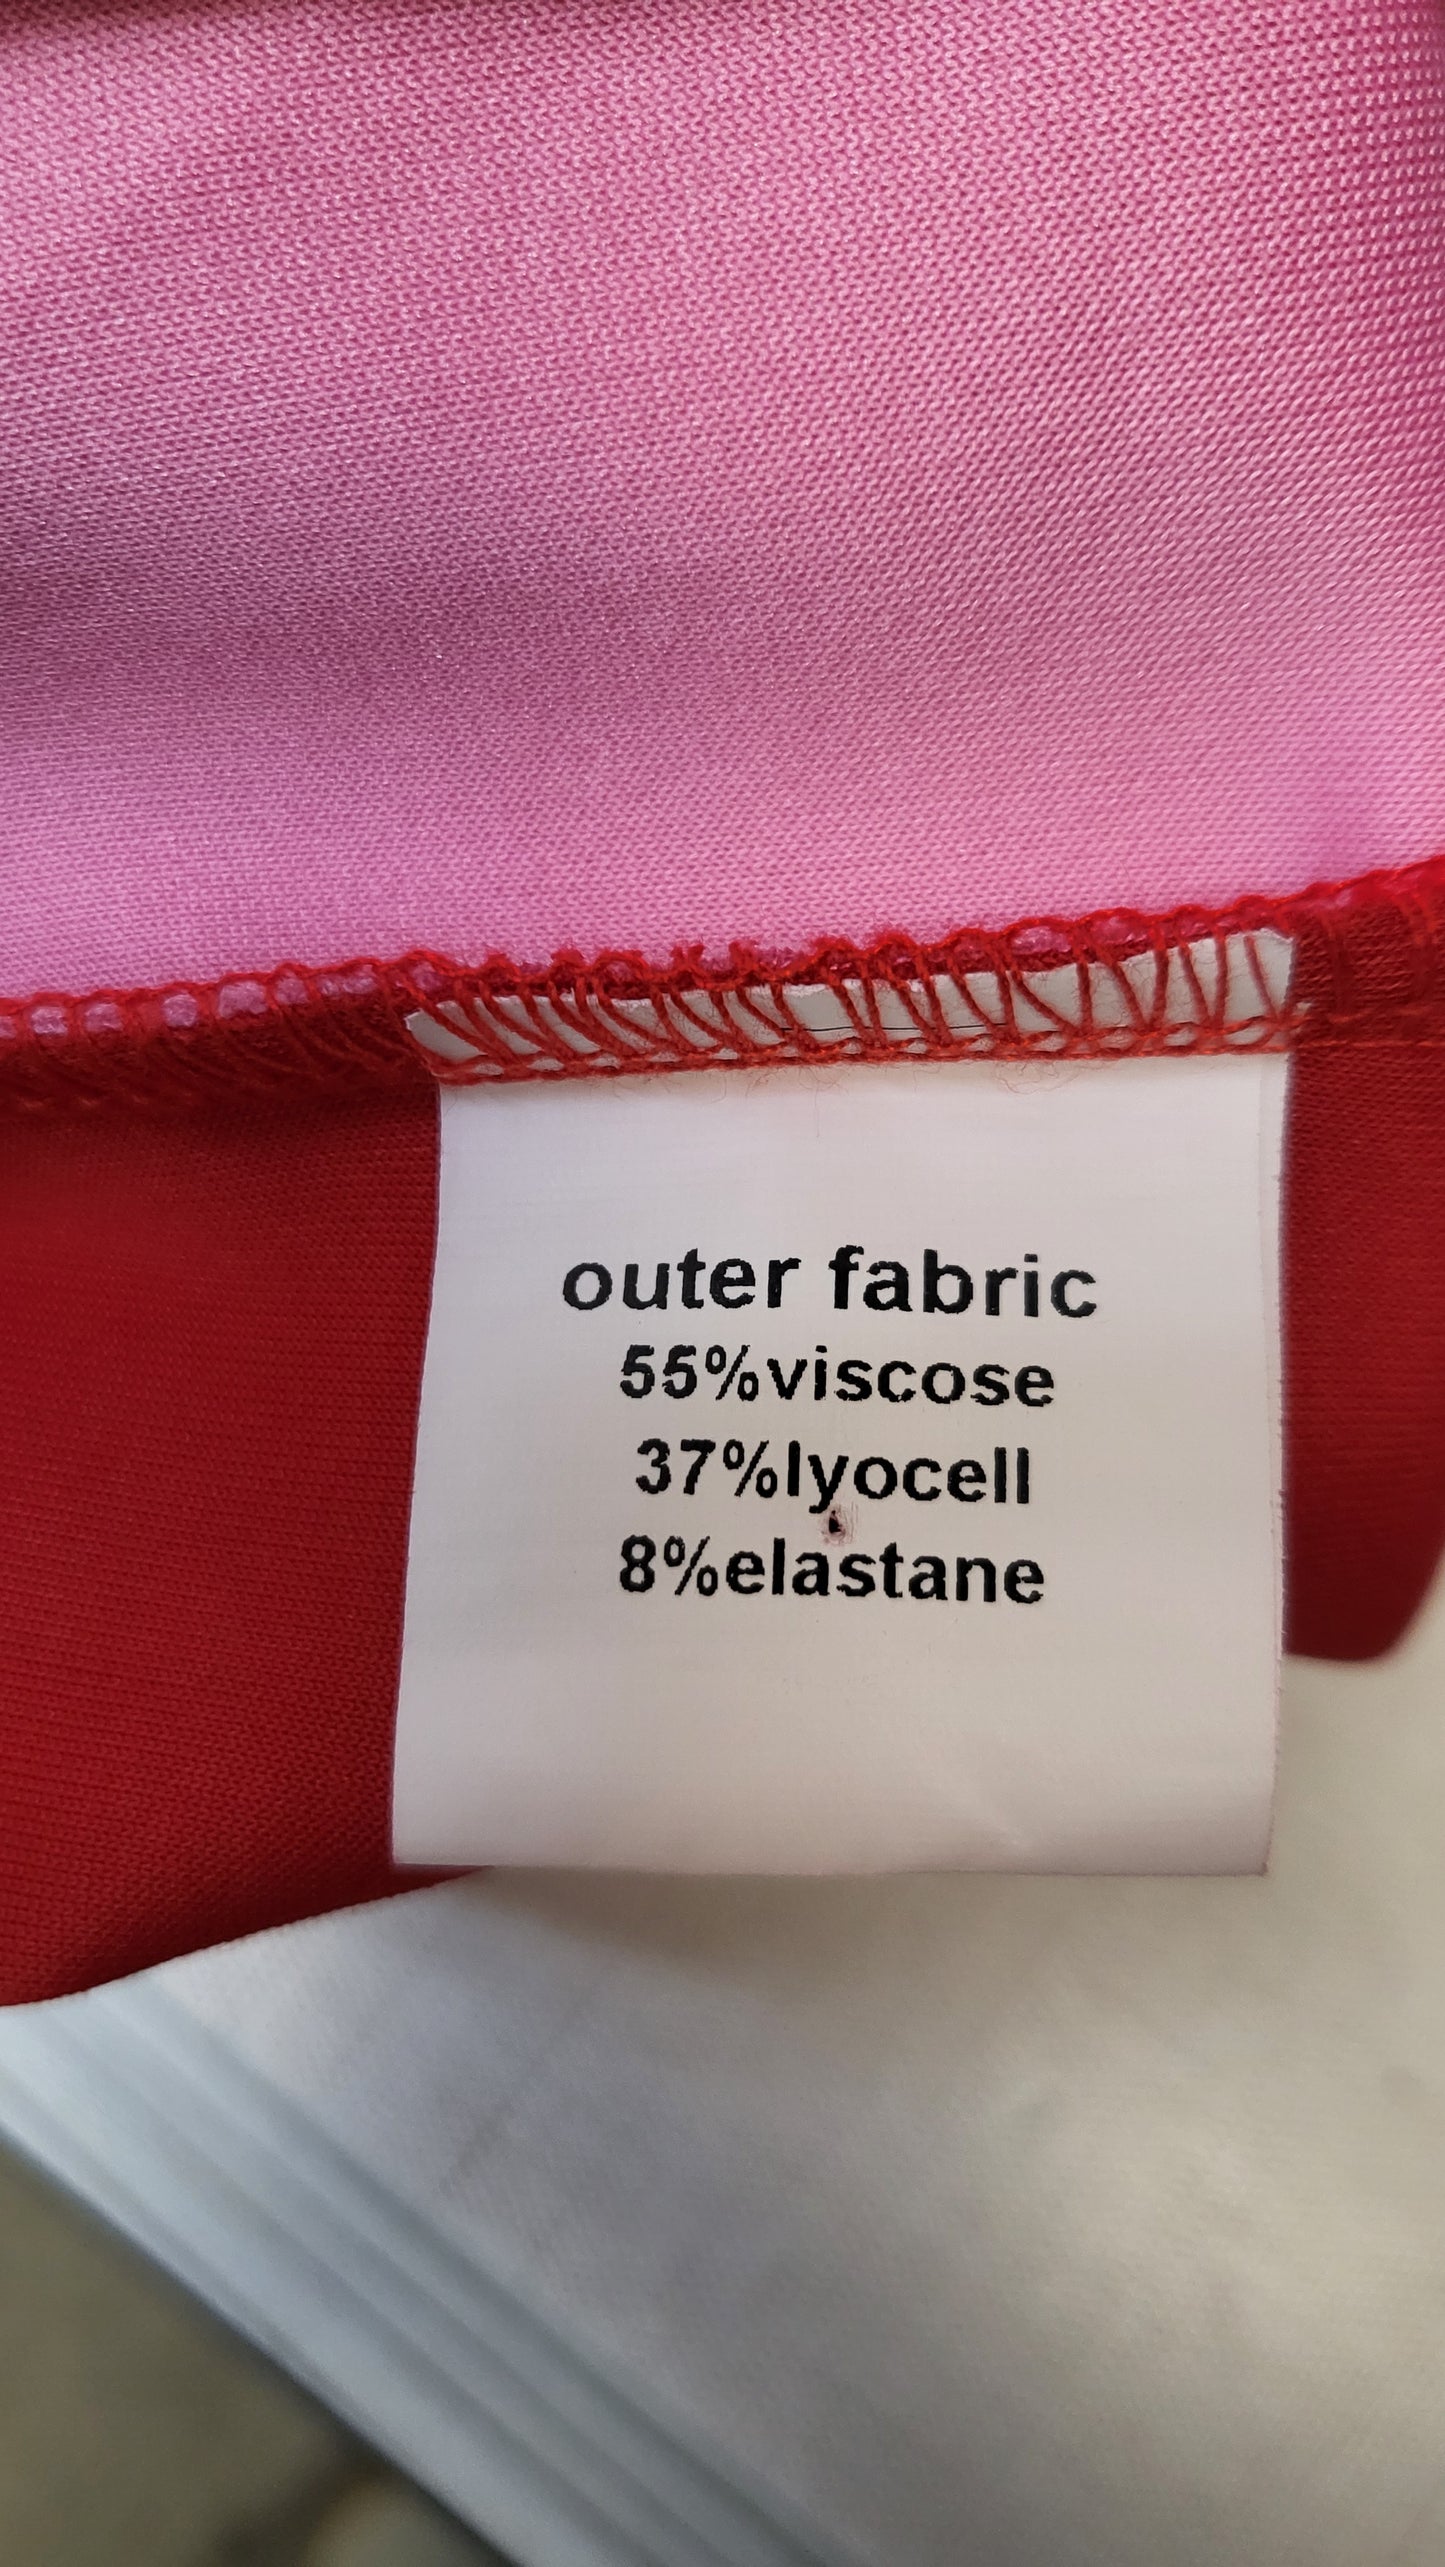 outer fabric
55%viscose
37%lyocell
8%elastane